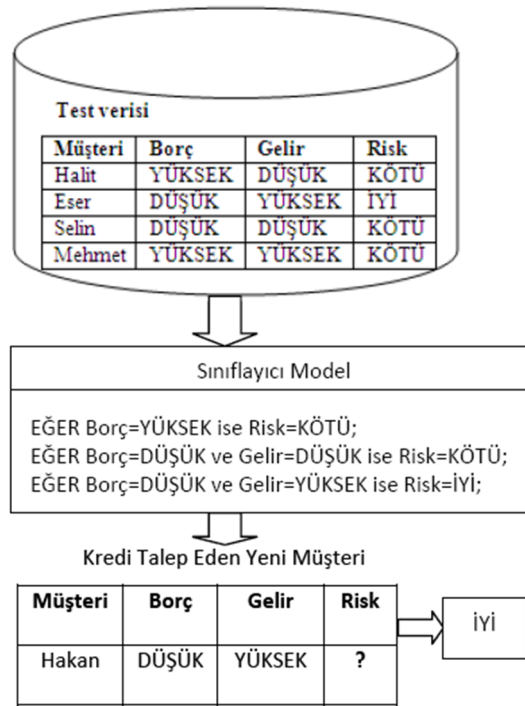 Test verisi
Müşteri Borç Gelir Risk
Halit YÜKSEK DÜŞÜK KÖTÜ
Eser DÜŞÜK YÜKSEK İYİ
Selin DÜŞÜK DÜŞÜK KÖTÜ
Mehmet YÜKSEK YÜKSEK KÖTÜ
Sınıflayıcı Model
EĞER Borç=YÜKSEK ise Risk=KÖTÜ;
EĞER Borç=DÜŞÜK ve Gelir=DÜŞÜK ise Risk=KÖTÜ;
EĞER Borç=DÜŞÜK ve Gelir=YÜKSEK ise Risk=İYİ;
Kredi Talep Eden Yeni Müşteri
Müşteri Borç Gelir Risk
Hakan DÜŞÜK YÜKSEK ?
İYİ